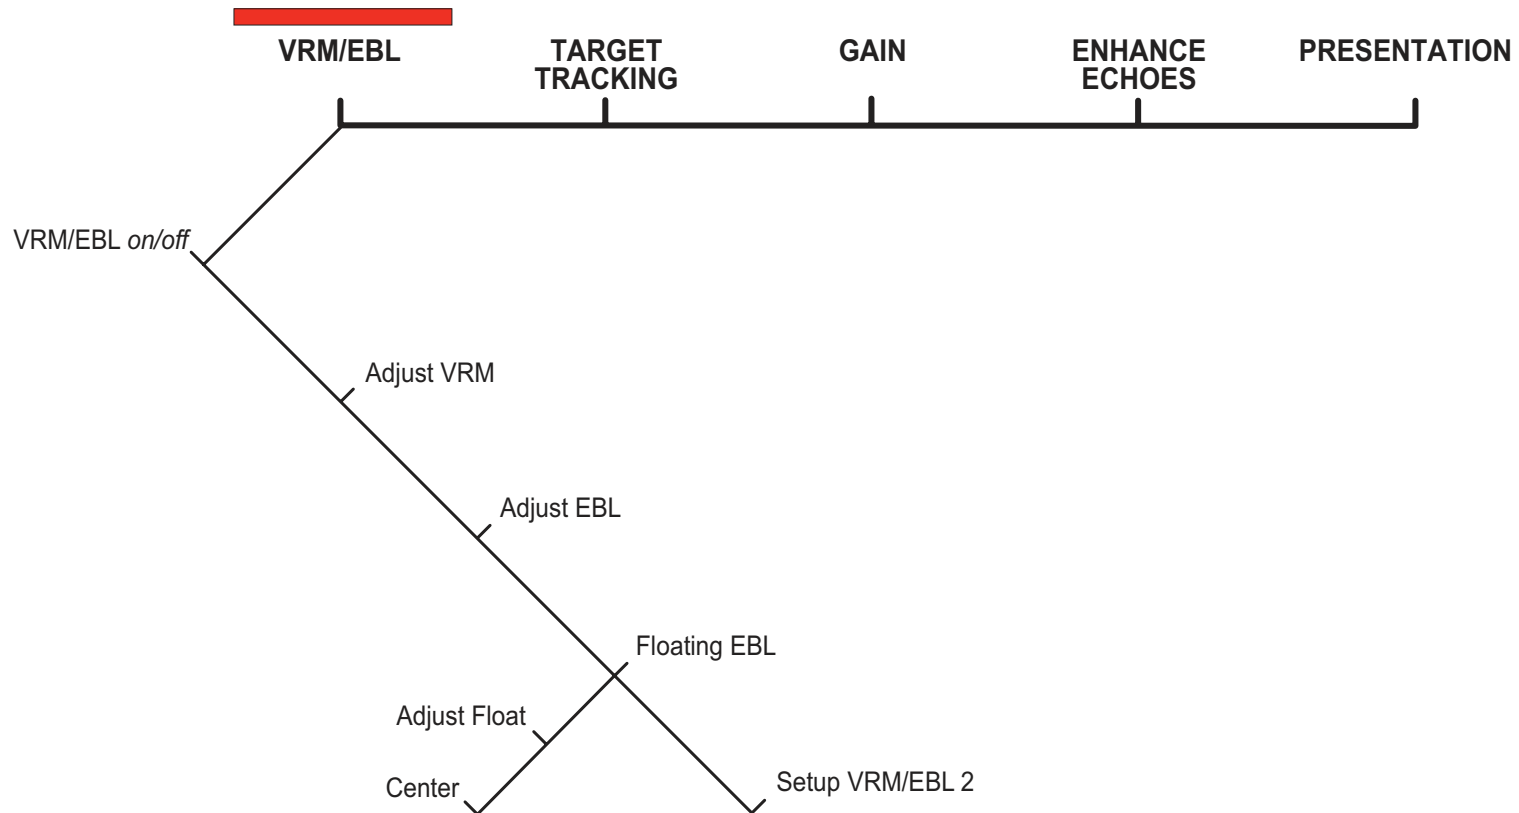 VRM/EBL
TARGET
TRACKING
GAIN
ENHANCE
ECHOES
PRESENTATION
VRM/EBL on/off
Adjust VRM
Adjust EBL
Floating EBL
Adjust Float
Center
Setup VRM/EBL 2